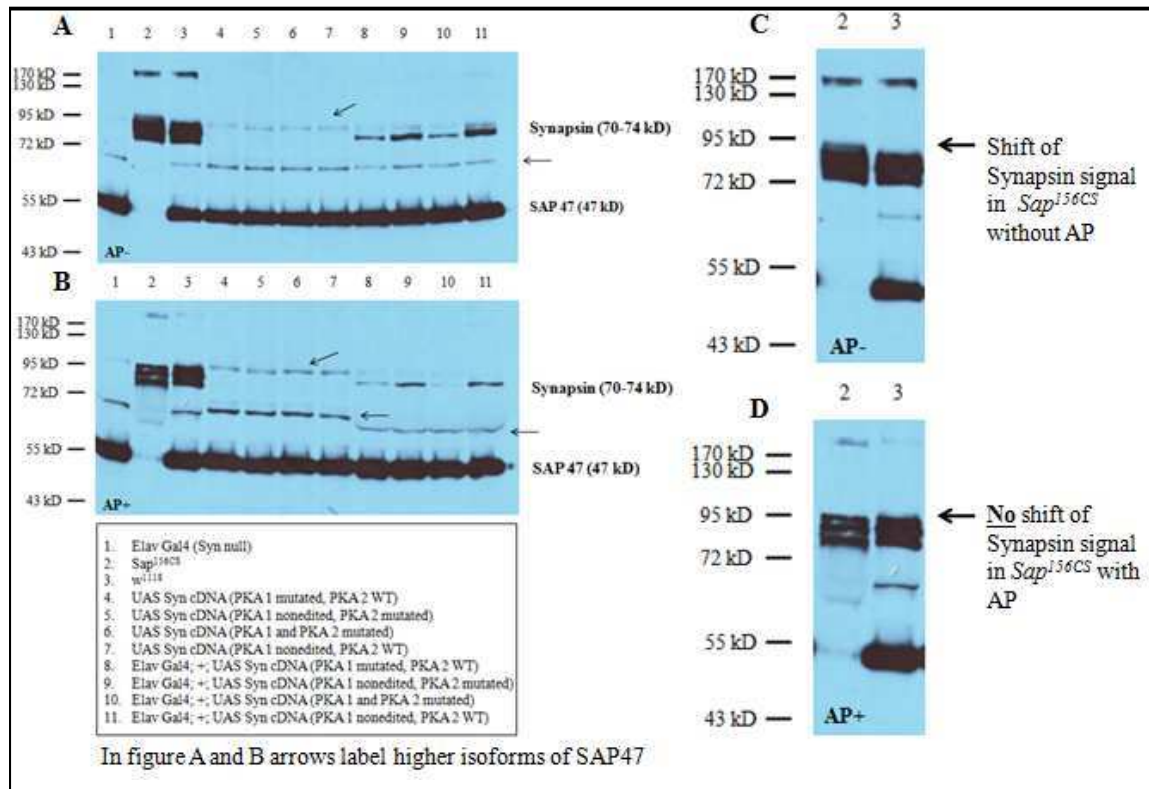 A
1 2 3 4 5 6 7 8 9 10 11
170 kD
130 kD
95 kD
72 kD
55 kD
43 kD
Synapsin (70-74 kD)
SAP 47 (47 kD)
AP-
B
1 2 3 4 5 6 7 8 9 10 11
170 kD
130 kD
95 kD
72 kD
55 kD
43 kD
Synapsin (70-74 kD)
SAP 47 (47 kD)
AP+
1. Elav Gal4 (Syn null)
2. Sap156CS
3. w1118
4. UAS Syn cDNA (PKA 1 mutated, PKA 2 WT)
5. UAS Syn cDNA (PKA 1 nonedited, PKA 2 mutated)
6. UAS Syn cDNA (PKA 1 and PKA 2 mutated)
7. UAS Syn cDNA (PKA 1 nonedited, PKA 2 WT)
8. Elav Gal4; +; UAS Syn cDNA (PKA 1 mutated, PKA 2 WT)
9. Elav Gal4; +; UAS Syn cDNA (PKA 1 nonedited, PKA 2 mutated)
10. Elav Gal4; +; UAS Syn cDNA (PKA 1 and PKA 2 mutated)
11. Elav Gal4; +; UAS Syn cDNA (PKA 1 nonedited, PKA 2 WT)
In figure A and B arrows label higher isoforms of SAP47
C
2 3
170 kD
130 kD
95 kD
72 kD
55 kD
43 kD
AP-
Shift of
Synapsin signal
in Sap156CS
without AP
D
2 3
170 kD
130 kD
95 kD
72 kD
55 kD
43 kD
AP+
No shift of
Synapsin signal
in Sap156CS with
AP